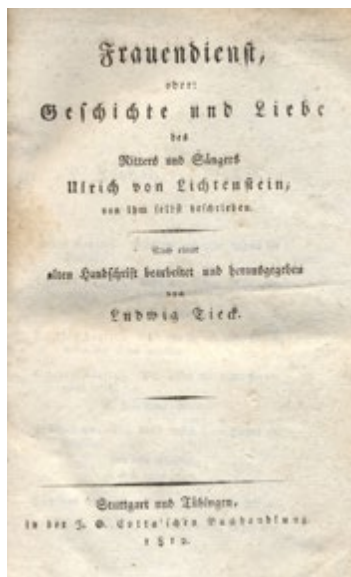 Frauendienst,
oder:
Geschichte und Liebe
des
Ritters und Sängers
Ulrich von Lichtenstein,
von ihm selbst beschrieben.
Nach einer
alten Handschrift bearbeitet und herausgegeben
von
Ludwig Tieck.
Stuttgart und Tübingen,
in der J. G. Cotta'schen Buchhandlung
1812.